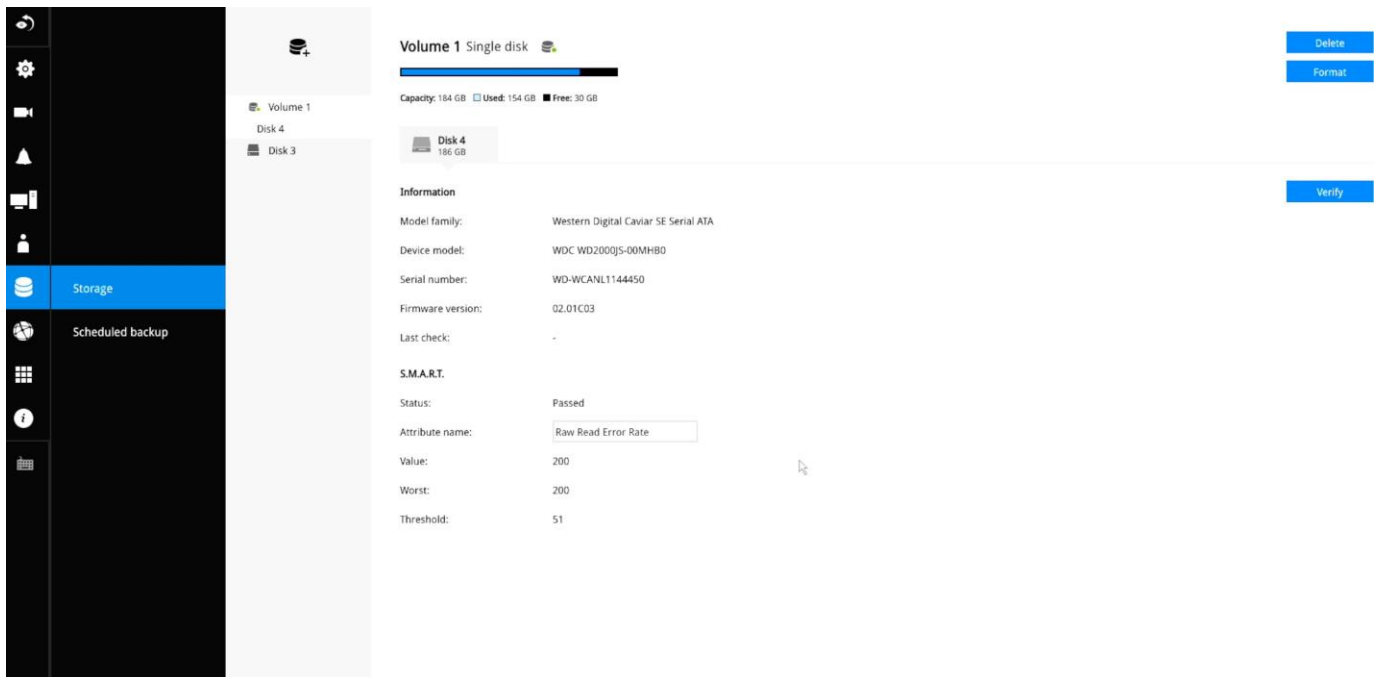 Storage
Scheduled backup
Volume 1
Disk 4
Disk 3
Volume 1 Single disk
Capacity: 184 GB Used: 154 GB Free: 30 GB
Delete
Format
Disk 4
186 GB
Information
Verify
Model family: Western Digital Caviar SE Serial ATA
Device model: WDC WD2000JS-00MHB0
Serial number: WD-WCANL1144450
Firmware version: 02.01C03
Last check: -
S.M.A.R.T.
Status: Passed
Attribute name: Raw Read Error Rate
Value: 200
Worst: 200
Threshold: 51